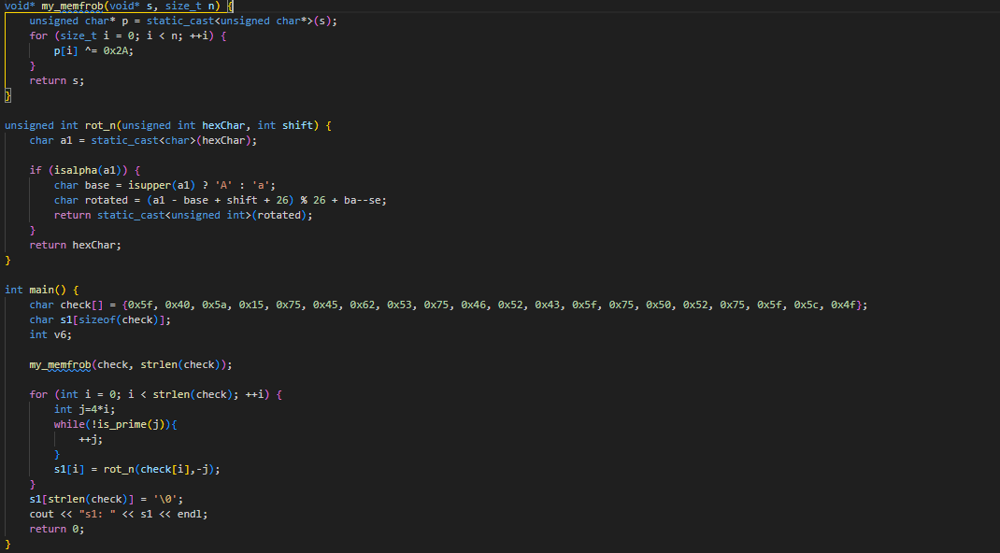 void* my_memfrob(void* s, size_t n) {
    unsigned char* p = static_cast<unsigned char*>(s);
    for (size_t i = 0; i < n; ++i) {
        p[i] ^= 0x2A;
    }
    return s;
}
unsigned int rot_n(unsigned int hexChar, int shift) {
    char a1 = static_cast<char>(hexChar);
    if (isalpha(a1)) {
        char base = isupper(a1) ? 'A' : 'a';
        char rotated = (a1 - base + shift + 26) % 26 + ba--se;
        return static_cast<unsigned int>(rotated);
    }
    return hexChar;
}
int main() {
    char check[] = {0x5f, 0x40, 0x5a, 0x15, 0x75, 0x45, 0x62, 0x53, 0x75, 0x46, 0x52, 0x43, 0x5f, 0x75, 0x50, 0x52, 0x75, 0x5f, 0x5c, 0x4f};
    char s1[sizeof(check)];
    int v6;
    my_memfrob(check, strlen(check));
    for (int i = 0; i < strlen(check); ++i) {
        int j=4*i;
        while(!is_prime(j)){
            ++j;
        }
        s1[i] = rot_n(check[i],-j);
    }
    s1[strlen(check)] = '\0';
    cout << "s1: " << s1 << endl;
    return 0;
}